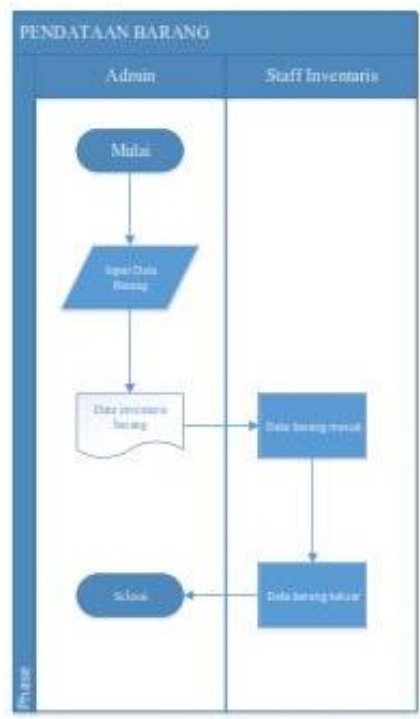 PENDATAAN BARANG
Admin
Staff Inventaris
Mulai
Input Data
Barang
Data inventaris
barang
Data barang masuk
Selesai
Data barang keluar
Phase